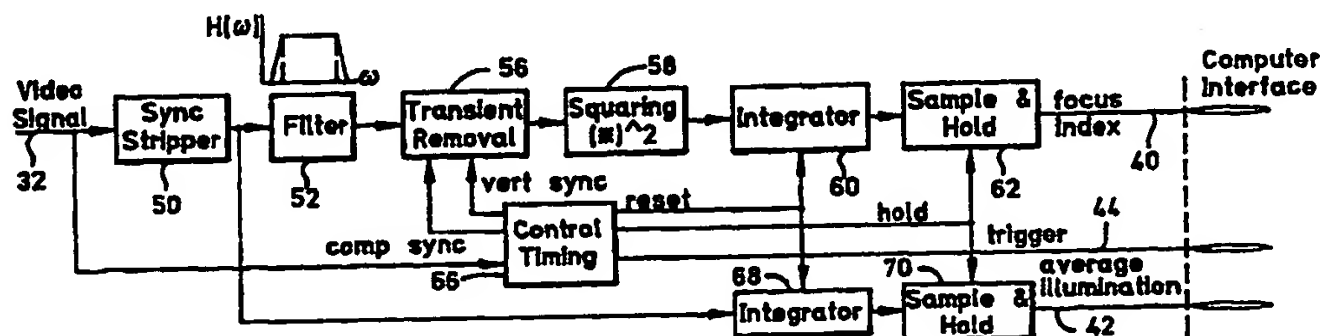 H(ω)
ω
Computer
Interface
Video
Signal
32
Sync
Stripper
50
Filter
52
56
Transient
Removal
58
Squaring
(*)^2
Integrator
60
Sample &
Hold
62
focus
index
40
vert sync
comp sync
Control
Timing
66
reset
hold
trigger
44
68
Integrator
70
Sample &
Hold
average
illumination
42